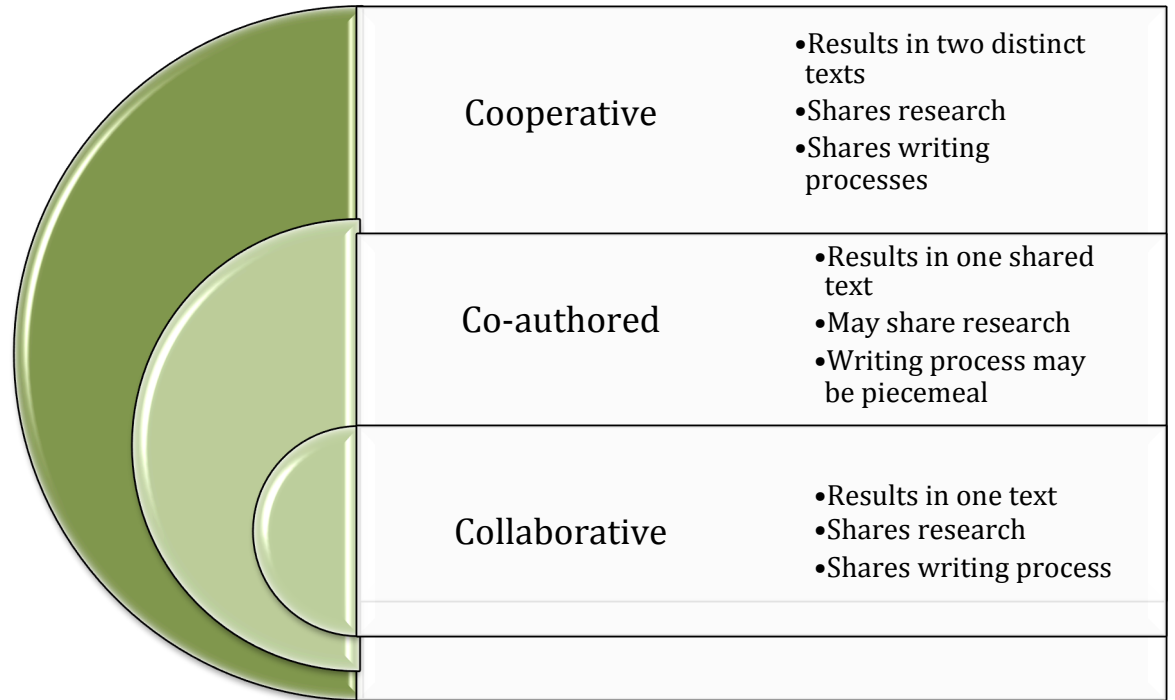 Cooperative
•Results in two distinct
texts
•Shares research
•Shares writing
processes
Co-authored
•Results in one shared
text
•May share research
•Writing process may
be piecemeal
Collaborative
•Results in one text
•Shares research
•Shares writing process